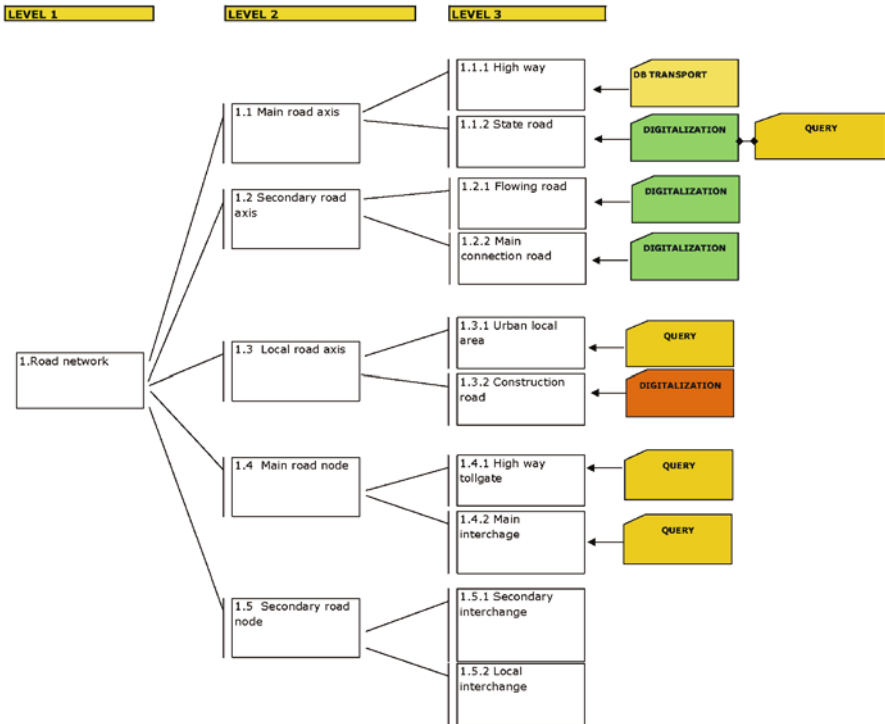 LEVEL 1
LEVEL 2
LEVEL 3
1.1.1 High way
DB TRANSPORT
1.1 Main road axis
1.1.2 State road
DIGITALIZATION
QUERY
1.2 Secondary road
axis
1.2.1 Flowing road
DIGITALIZATION
1.2.2 Main
connection road
DIGITALIZATION
1.Road network
1.3 Local road axis
1.3.1 Urban local
area
QUERY
1.3.2 Construction
road
DIGITALIZATION
1.4 Main road node
1.4.1 High way
tollgate
QUERY
1.4.2 Main
interchage
QUERY
1.5 Secondary road
node
1.5.1 Secondary
interchange
1.5.2 Local
interchange